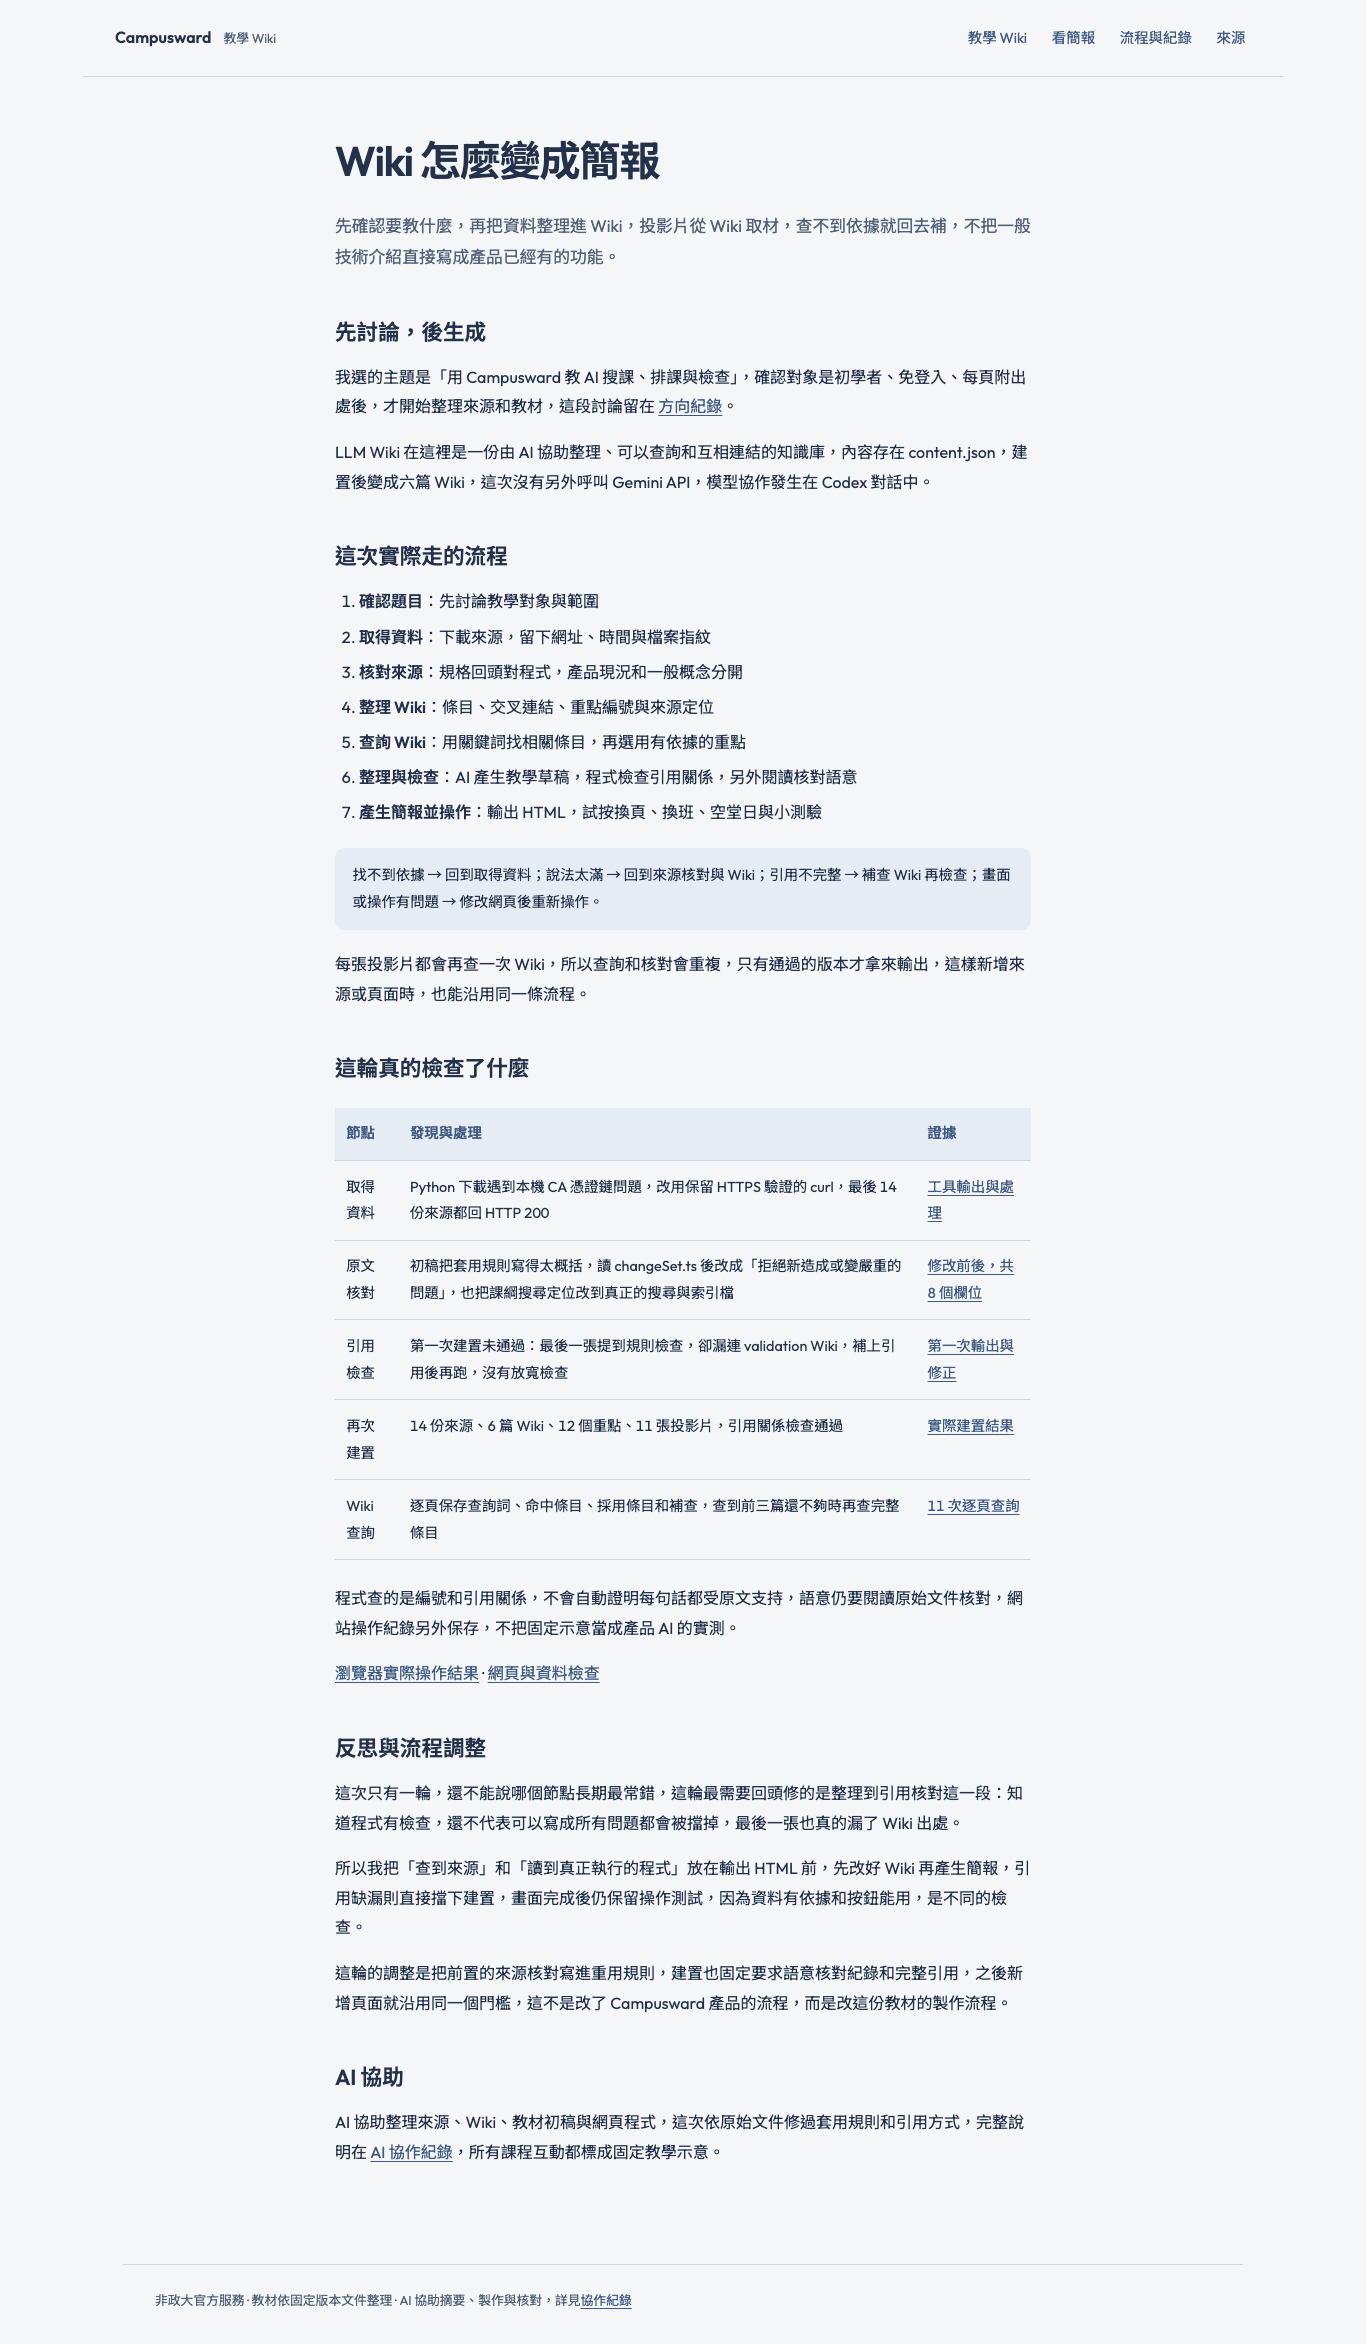 Campusward 教學 Wiki
教學 Wiki 看簡報 流程與紀錄 來源
Wiki 怎麼變成簡報
先確認要教什麼，再把資料整理進 Wiki，投影片從 Wiki 取材，查不到依據就回去補，不把一般
技術介紹直接寫成產品已經有的功能。
先討論，後生成
我選的主題是「用 Campusward 教 AI 搜課、排課與檢查」，確認對象是初學者、免登入、每頁附出
處後，才開始整理來源和教材，這段討論留在 方向紀錄。
LLM Wiki 在這裡是一份由 AI 協助整理、可以查詢和互相連結的知識庫，內容存在 content.json，建
置後變成六篇 Wiki，這次沒有另外呼叫 Gemini API，模型協作發生在 Codex 對話中。
這次實際走的流程
1. 確認題目：先討論教學對象與範圍
2. 取得資料：下載來源，留下網址、時間與檔案指紋
3. 核對來源：規格回頭對程式，產品現況和一般概念分開
4. 整理 Wiki：條目、交叉連結、重點編號與來源定位
5. 查詢 Wiki：用關鍵詞找相關條目，再選用有依據的重點
6. 整理與檢查：AI 產生教學草稿，程式檢查引用關係，另外閱讀核對語意
7. 產生簡報並操作：輸出 HTML，試按換頁、換班、空堂日與小測驗
找不到依據 → 回到取得資料；說法太滿 → 回到來源核對與 Wiki；引用不完整 → 補查 Wiki 再檢查；畫面
或操作有問題 → 修改網頁後重新操作。
每張投影片都會再查一次 Wiki，所以查詢和核對會重複，只有通過的版本才拿來輸出，這樣新增來
源或頁面時，也能沿用同一條流程。
這輪真的檢查了什麼
節點 發現與處理 證據
取得 Python 下載遇到本機 CA 憑證鏈問題，改用保留 HTTPS 驗證的 curl，最後 14 工具輸出與處
資料 份來源都回 HTTP 200 理
原文 初稿把套用規則寫得太概括，讀 changeSet.ts 後改成「拒絕新造成或變嚴重的 修改前後，共
核對 問題」，也把課綱搜尋定位改到真正的搜尋與索引檔 8 個欄位
引用 第一次建置未通過：最後一張提到規則檢查，卻漏連 validation Wiki，補上引 第一次輸出與
檢查 用後再跑，沒有放寬檢查 修正
再次 14 份來源、6 篇 Wiki、12 個重點、11 張投影片，引用關係檢查通過 實際建置結果
建置
Wiki 逐頁保存查詢詞、命中條目、採用條目和補查，查到前三篇還不夠時再查完整 11 次逐頁查詢
查詢 條目
程式查的是編號和引用關係，不會自動證明每句話都受原文支持，語意仍要閱讀原始文件核對，網
站操作紀錄另外保存，不把固定示意當成產品 AI 的實測。
瀏覽器實際操作結果 · 網頁與資料檢查
反思與流程調整
這次只有一輪，還不能說哪個節點長期最常錯，這輪最需要回頭修的是整理到引用核對這一段：知
道程式有檢查，還不代表可以寫成所有問題都會被擋掉，最後一張也真的漏了 Wiki 出處。
所以我把「查到來源」和「讀到真正執行的程式」放在輸出 HTML 前，先改好 Wiki 再產生簡報，引
用缺漏則直接擋下建置，畫面完成後仍保留操作測試，因為資料有依據和按鈕能用，是不同的檢
查。
這輪的調整是把前置的來源核對寫進重用規則，建置也固定要求語意核對紀錄和完整引用，之後新
增頁面就沿用同一個門檻，這不是改了 Campusward 產品的流程，而是改這份教材的製作流程。
AI 協助
AI 協助整理來源、Wiki、教材初稿與網頁程式，這次依原始文件修過套用規則和引用方式，完整說
明在 AI 協作紀錄，所有課程互動都標成固定教學示意。
非政大官方服務 · 教材依固定版本文件整理 · AI 協助摘要、製作與核對，詳見協作紀錄